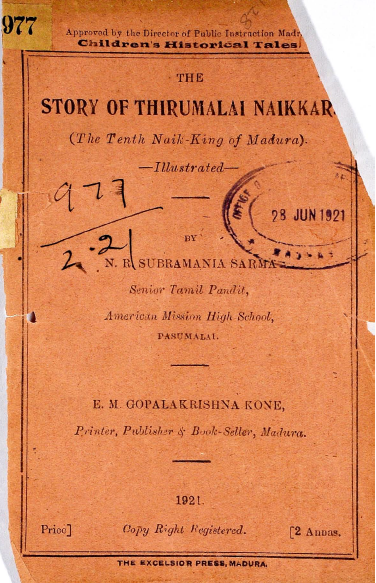 977
Approved by the Director of Public Instruction Madr
Children's Historical Tales
THE
STORY OF THIRUMALAI NAIKKAR
(The Tenth Naik-King of Madura).
—Illustrated—
977
2-21
28 JUN 1921
MADRAS
BY
N. R. SUBRAMANIA SARMA
Senior Tamil Pandit,
American Mission High School,
PASUMALAI.
E. M. GOPALAKRISHNA KONE,
Printer, Publisher & Book-Seller, Madura.
1921.
Price]
Copy Right Registered.
[2 Annas.
THE EXCELSIOR PRESS, MADURA.